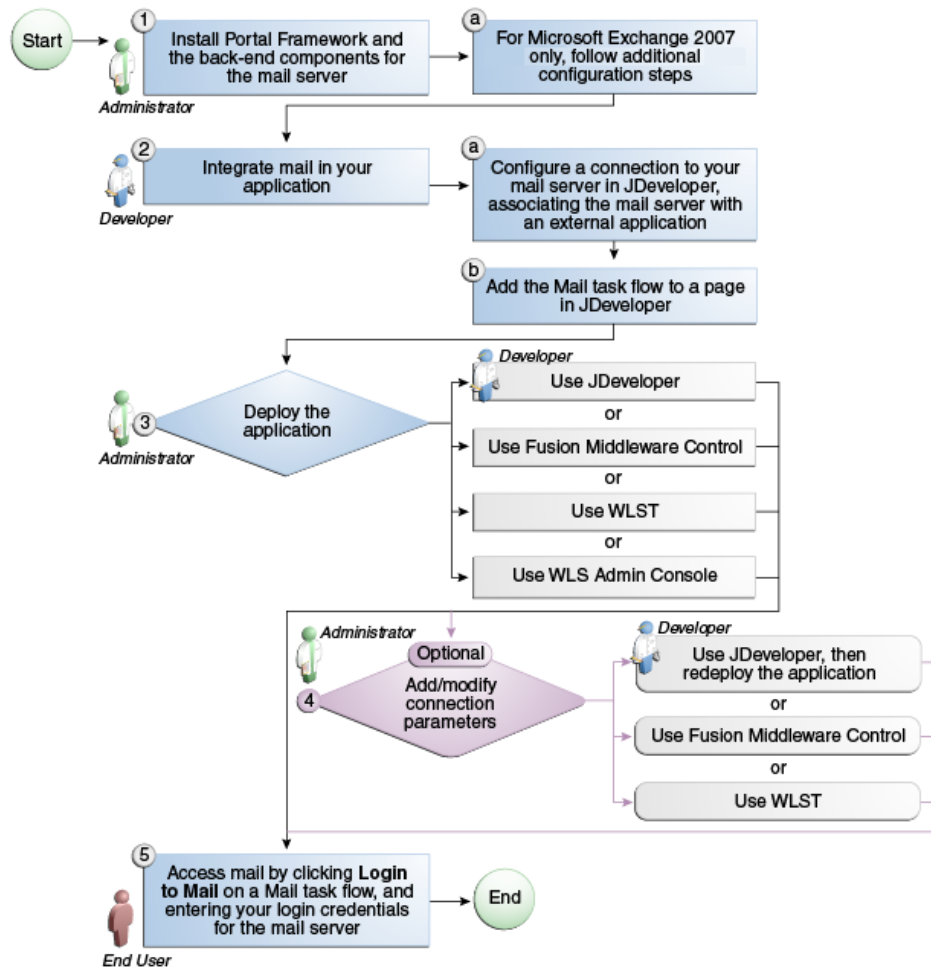 Start
1
Install Portal Framework and
the back-end components for
the mail server
Administrator
a
For Microsoft Exchange 2007
only, follow additional
configuration steps
2
Integrate mail in your
application
Developer
a
Configure a connection to your
mail server in JDeveloper,
associating the mail server with
an external application
b
Add the Mail task flow to a page
in JDeveloper
3
Deploy the
application
Administrator
Developer
Use JDeveloper
or
Use Fusion Middleware Control
or
Use WLST
or
Use WLS Admin Console
Administrator
Optional
4
Add/modify
connection
parameters
Developer
Use JDeveloper, then
redeploy the application
or
Use Fusion Middleware Control
or
Use WLST
5
Access mail by clicking Login
to Mail on a Mail task flow, and
entering your login credentials
for the mail server
End User
End